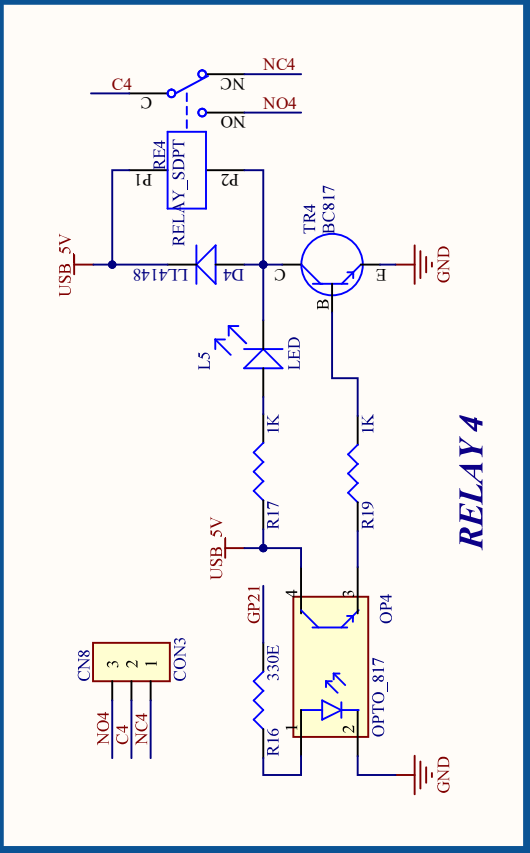 C4
NC4
C
NC
NO4
NO
RE4
RELAY_SDPT
P1
P2
USB_5V
LL4148
D4
C
TR4
BC817
E
B
GND
L5
LED
1K
R17
1K
R19
USB_5V
GP21
330E
R16
4
3
1
2
OP4
OPTO_817
GND
CN8
3
2
1
CON3
NO4
C4
NC4
RELAY 4